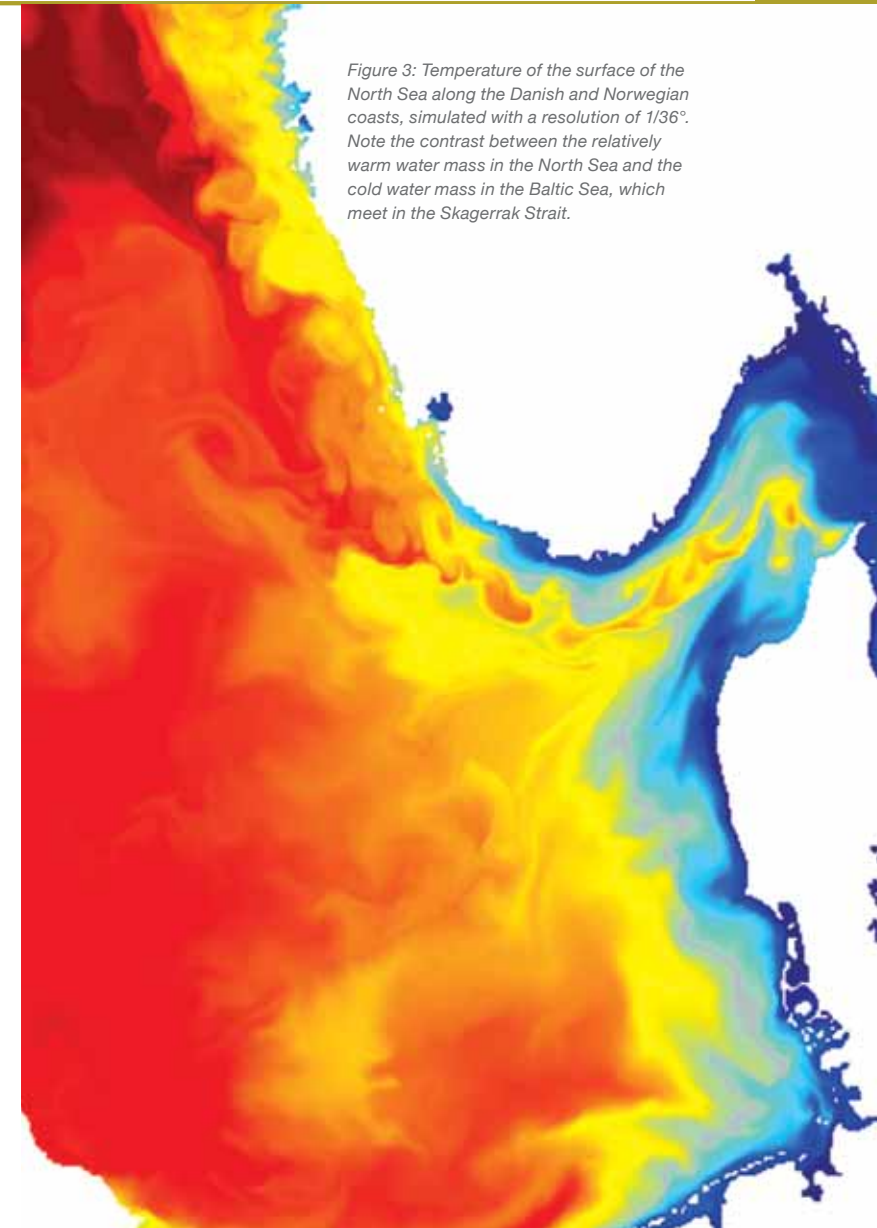 Figure 3: Temperature of the surface of the
North Sea along the Danish and Norwegian
coasts, simulated with a resolution of 1/36°.
Note the contrast between the relatively
warm water mass in the North Sea and the
cold water mass in the Baltic Sea, which
meet in the Skagerrak Strait.